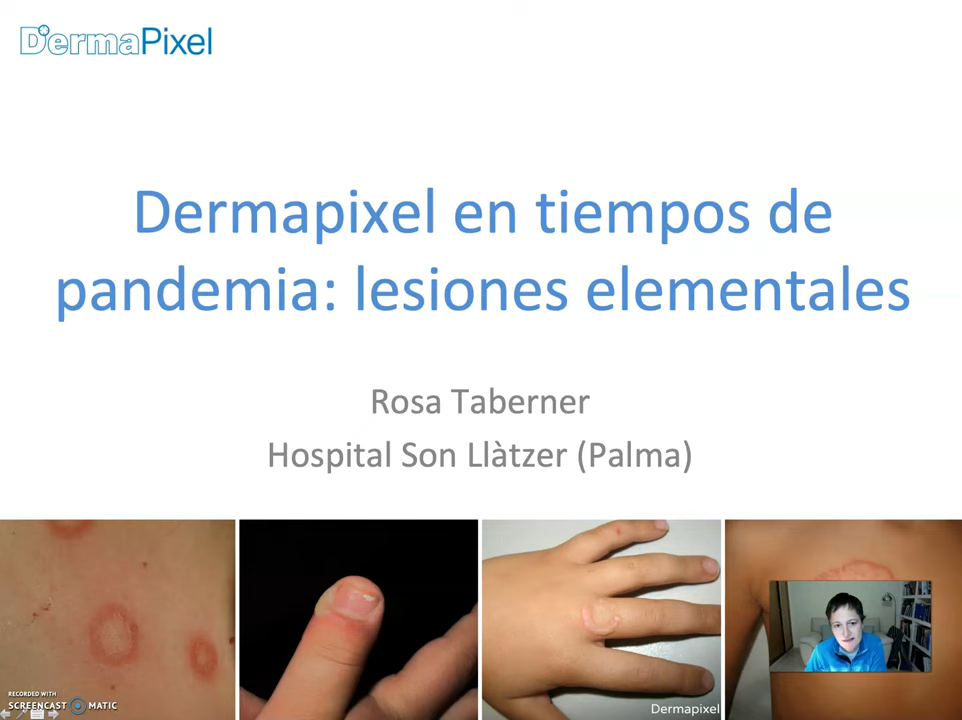 DermaPixel
Dermapixel en tiempos de
pandemia: lesiones elementales
Rosa Taberner
Hospital Son Llàtzer (Palma)
Dermapixel
RECORDED WITH
SCREENCAST MATIC